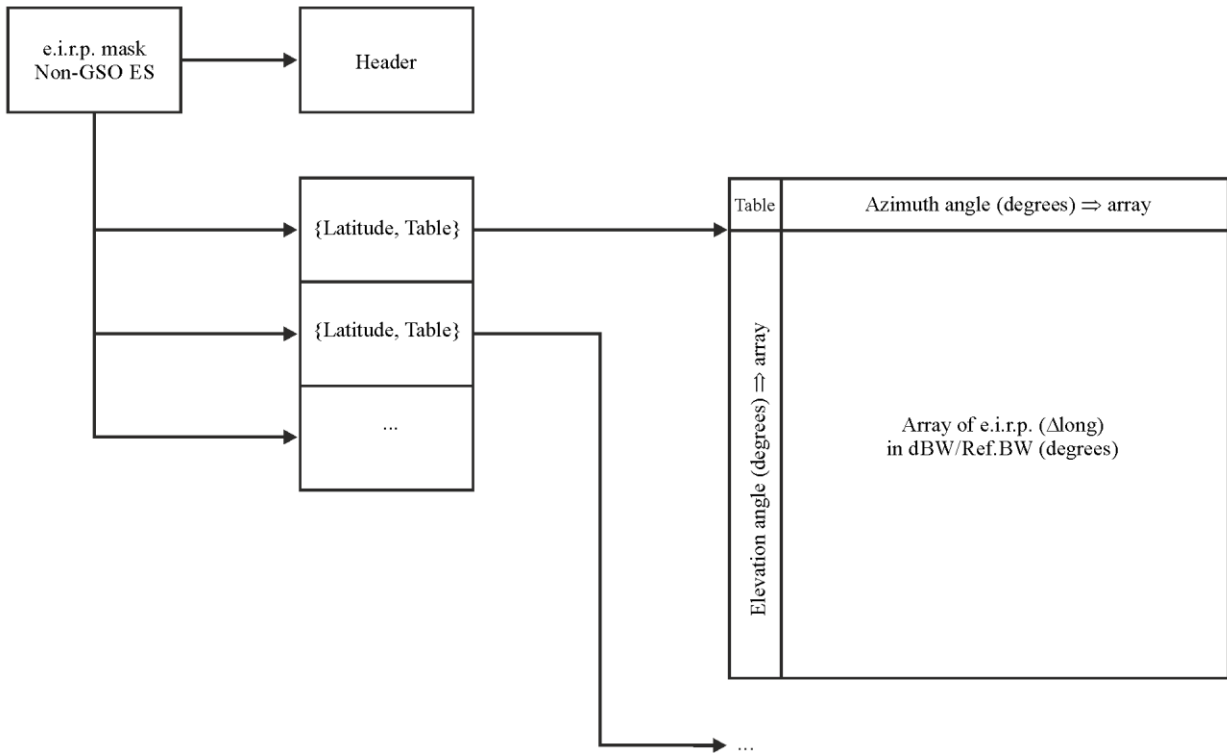 e.i.r.p. mask
Non-GSO ES
Header
{Latitude, Table}
{Latitude, Table}
...
Table
Azimuth angle (degrees) ⇒ array
Elevation angle (degrees) ⇒ array
Array of e.i.r.p. (Δlong)
in dBW/Ref.BW (degrees)
...